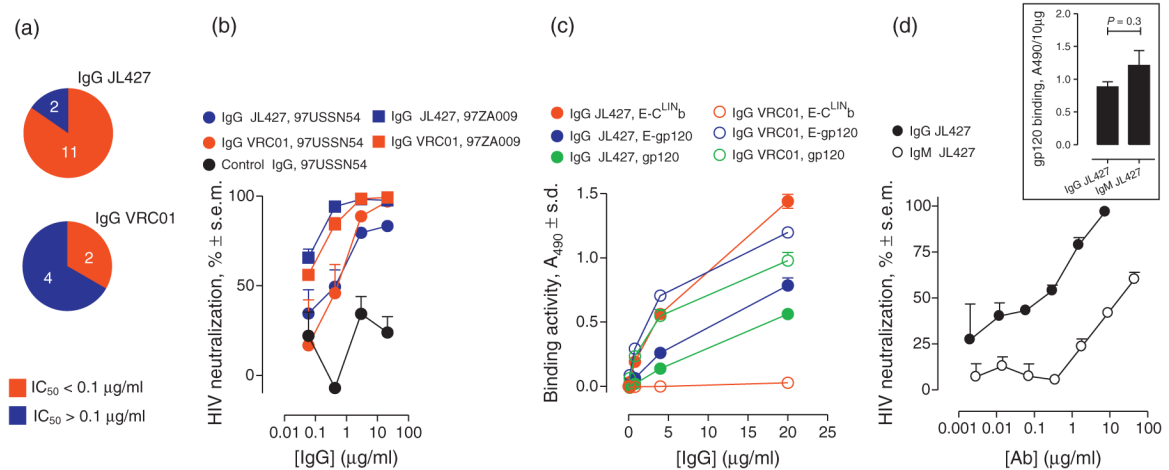 (a)
IgG JL427
2
11
IgG VRC01
2
4
IC50 < 0.1 μg/ml
IC50 > 0.1 μg/ml
(b)
IgG JL427, 97USSN54
IgG JL427, 97ZA009
IgG VRC01, 97USSN54
IgG VRC01, 97ZA009
Control IgG, 97USSN54
HIV neutralization, % ± s.e.m.
100
50
0
0.01 0.1 1 10 100
[IgG] (μg/ml)
(c)
IgG JL427, E-C^LIN b
IgG VRC01, E-C^LIN b
IgG JL427, E-gp120
IgG VRC01, E-gp120
IgG JL427, gp120
IgG VRC01, gp120
Binding activity, A490 ± s.d.
1.5
1.0
0.5
0.0
0 5 10 15 20 25
[IgG] (μg/ml)
(d)
IgG JL427
IgM JL427
HIV neutralization, % ± s.e.m.
100
75
50
25
0
0.001 0.01 0.1 1 10 100
[Ab] (μg/ml)
gp120 binding, A490/10μg
2.0
1.5
1.0
0.5
0.0
P = 0.3
IgG JL427
IgM JL427